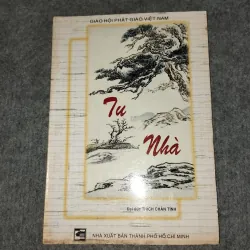 GIÁO HỘI PHẬT GIÁO VIỆT NAM
Tu
Nhà
THÍCH CHÂN TÍNH
NHÀ XUẤT BẢN THÀNH PHỐ HỒ CHÍ MINH